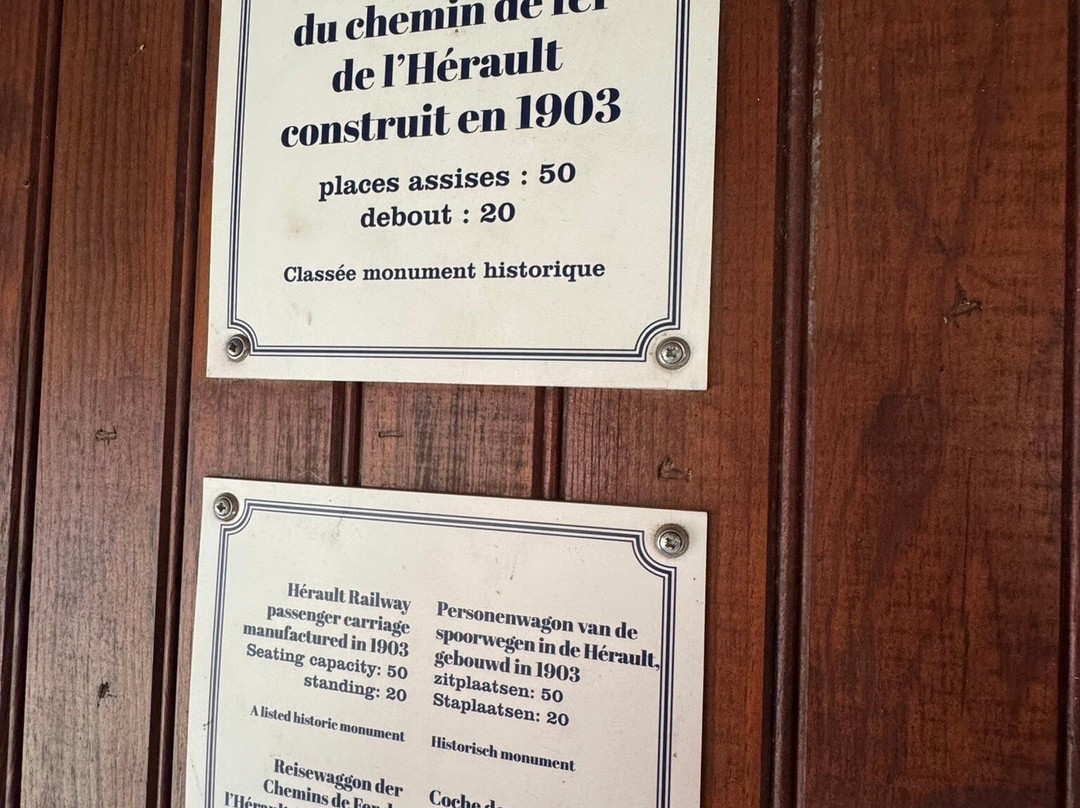 du chemin de fer
de l'Hérault
construit en 1903
places assises : 50
debout : 20
Classée monument historique
Hérault Railway
passenger carriage
manufactured in 1903
Seating capacity: 50
standing: 20
A listed historic monument
Personenwagon van de
spoorwegen in de Hérault,
gebouwd in 1903
zitplaatsen: 50
Staplaatsen: 20
Historisch monument
Reisewaggon der
Chemins de Fer
Coche